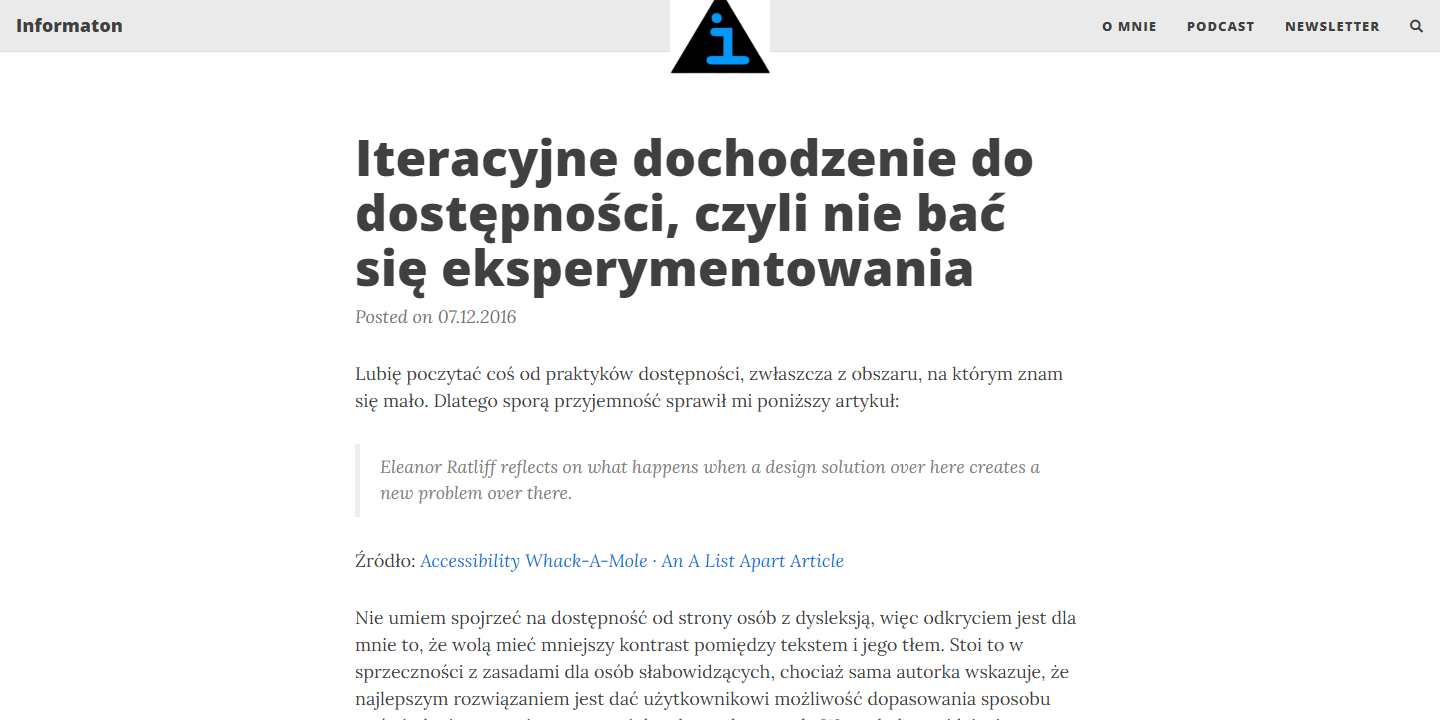 Informaton
i
O MNIE
PODCAST
NEWSLETTER
Iteracyjne dochodzenie do
dostępności, czyli nie bać
się eksperymentowania
Posted on 07.12.2016
Lubię poczytać coś od praktyków dostępności, zwłaszcza z obszaru, na którym znam
się mało. Dlatego sporą przyjemność sprawił mi poniższy artykuł:
Eleanor Ratliff reflects on what happens when a design solution over here creates a
new problem over there.
Źródło: Accessibility Whack-A-Mole · An A List Apart Article
Nie umiem spojrzeć na dostępność od strony osób z dysleksją, więc odkryciem jest dla
mnie to, że wolą mieć mniejszy kontrast pomiędzy tekstem i jego tłem. Stoi to w
sprzeczności z zasadami dla osób słabowidzących, chociaż sama autorka wskazuje, że
najlepszym rozwiązaniem jest dać użytkownikowi możliwość dopasowania sposobu